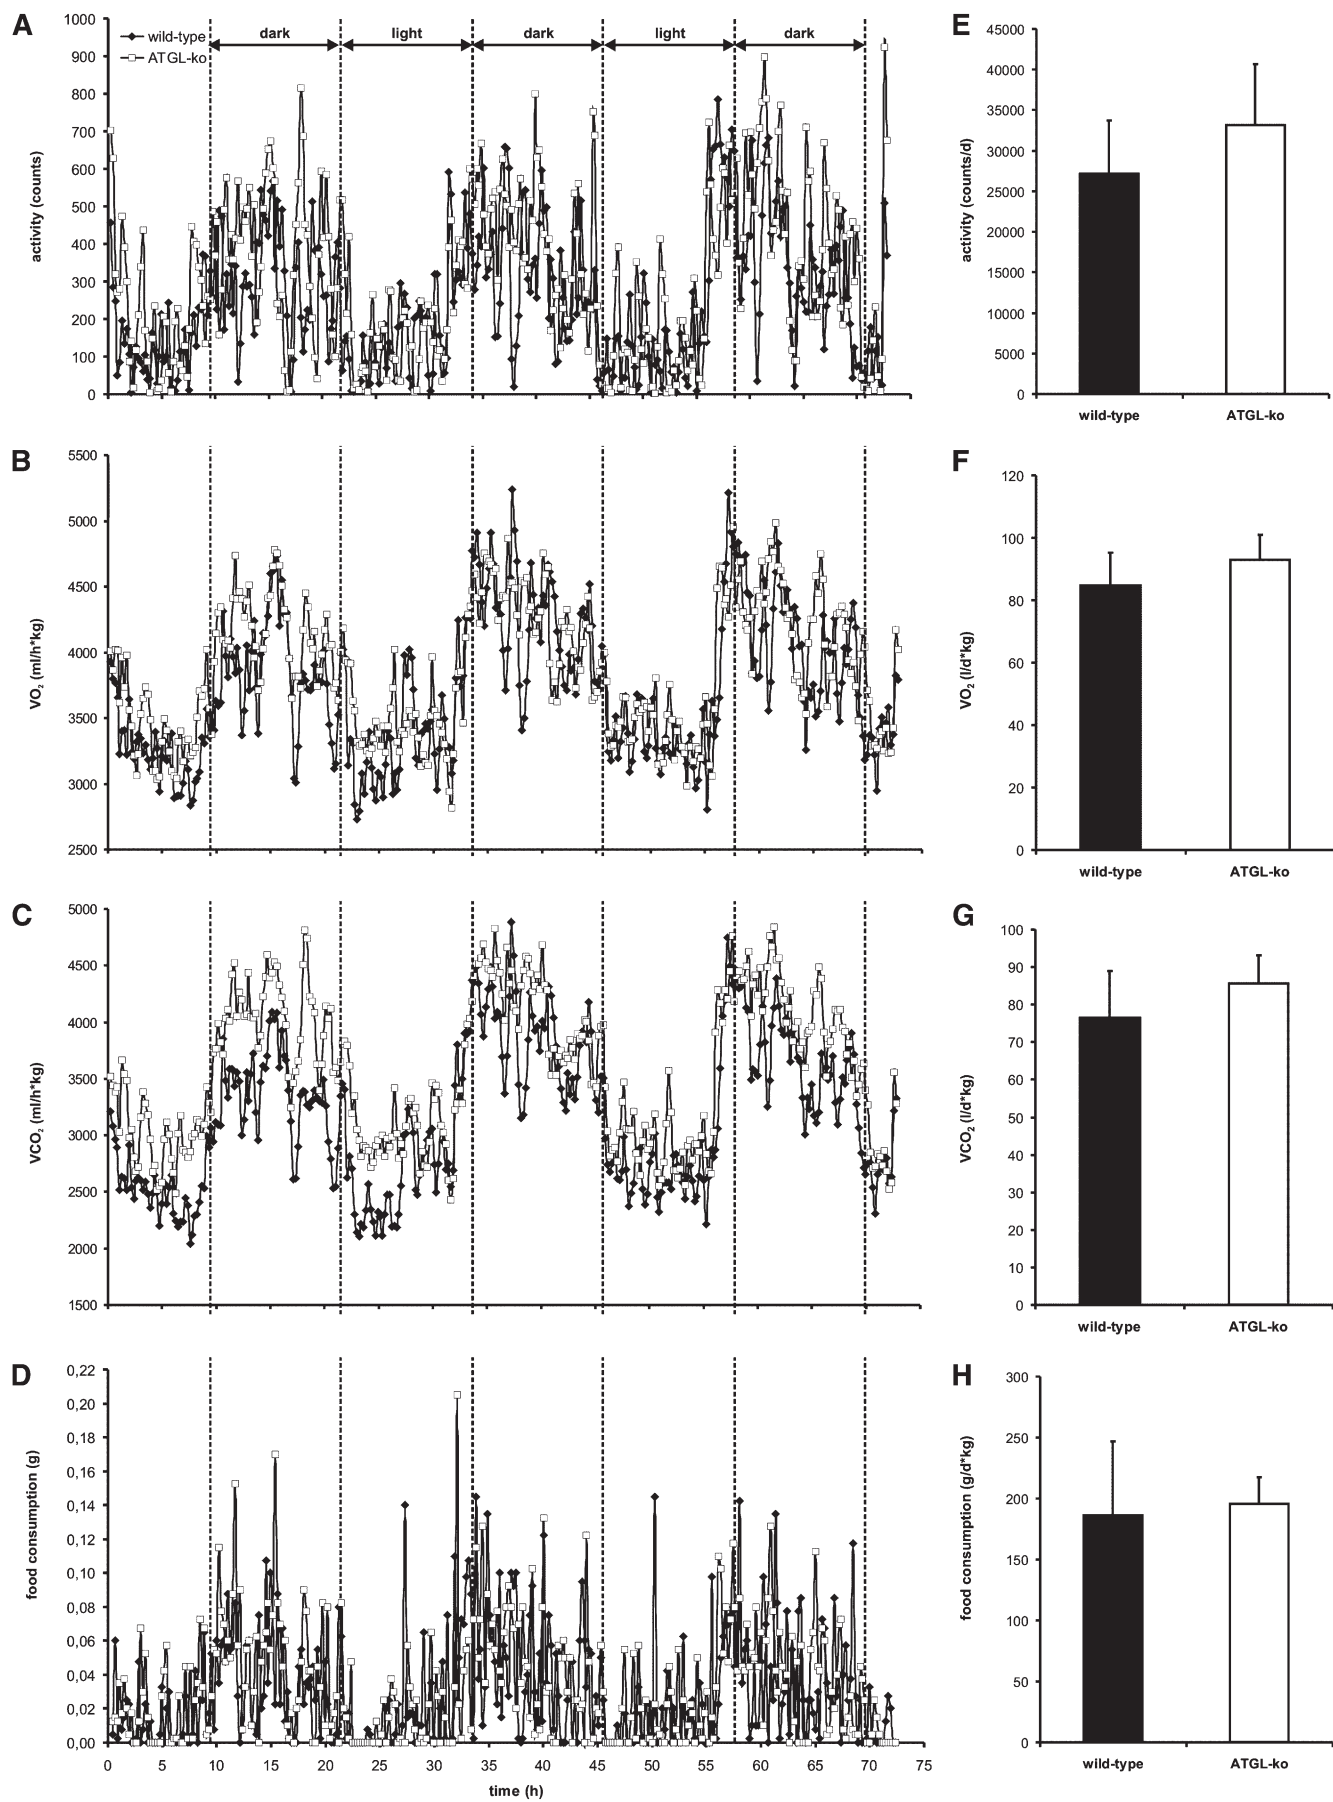 A
1000
900
800
700
600
500
400
300
200
100
0
activity (counts)
wild-type
ATGL-ko
dark
light
dark
light
dark
E
45000
40000
35000
30000
25000
20000
15000
10000
5000
0
activity (counts/d)
wild-type
ATGL-ko
B
5500
5000
4500
4000
3500
3000
2500
VO₂ (ml/h*kg)
F
120
100
80
60
40
20
0
VO₂ (l/d*kg)
wild-type
ATGL-ko
C
5000
4500
4000
3500
3000
2500
2000
1500
VCO₂ (ml/h*kg)
G
100
90
80
70
60
50
40
30
20
10
0
VCO₂ (l/d*kg)
wild-type
ATGL-ko
D
0,22
0,20
0,18
0,16
0,14
0,12
0,10
0,08
0,06
0,04
0,02
0,00
food consumption (g)
0 5 10 15 20 25 30 35 40 45 50 55 60 65 70 75
time (h)
H
300
250
200
150
100
50
0
food consumption (g/d*kg)
wild-type
ATGL-ko